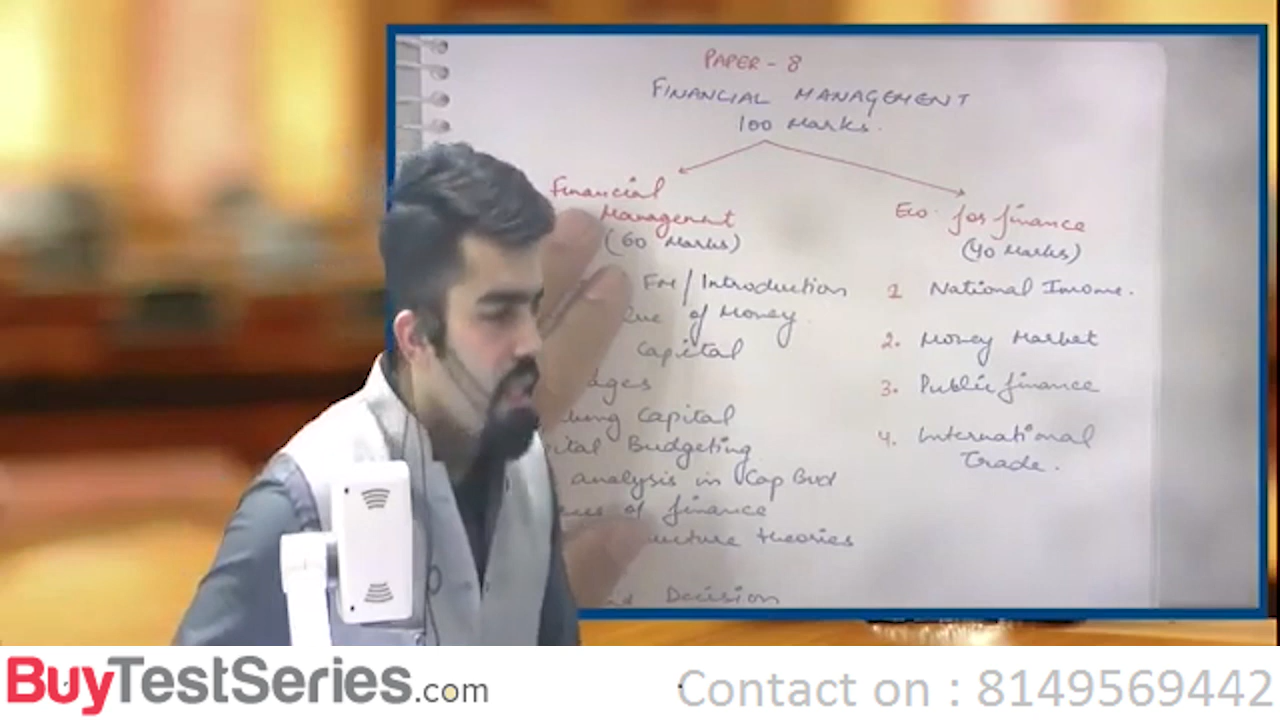 PAPER - 8
FINANCIAL MANAGEMENT
100 Marks.
Financial
Management
(60 Marks)
FM / Introduction
of Money
Capital
Capital
Budgeting
analysis in Cap Bud
of finance
theories
Decision
Eco. for finance
(40 Marks)
1 National Income.
2. Money Market
3. Public finance
4. International
Trade.
BuyTestSeries.com
Contact on : 8149569442